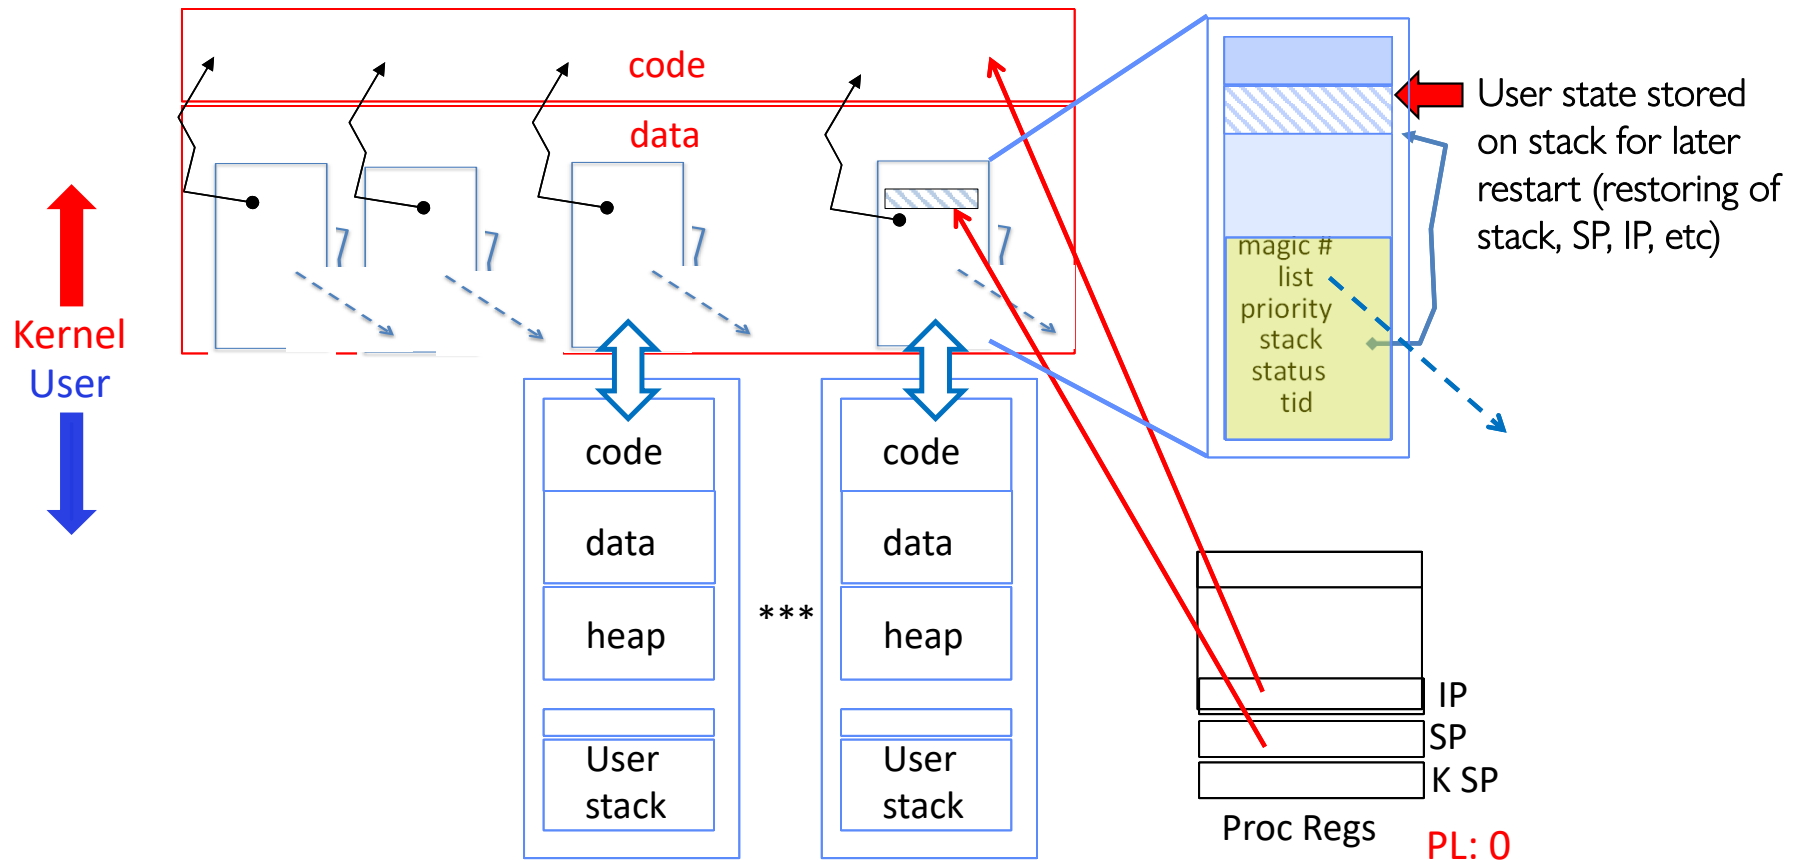 code
data
User state stored
on stack for later
restart (restoring of
stack, SP, IP, etc)
magic #
list
priority
stack
status
tid
Kernel
User
code
data
heap
User
stack
***
code
data
heap
User
stack
IP
SP
K SP
Proc Regs
PL: 0